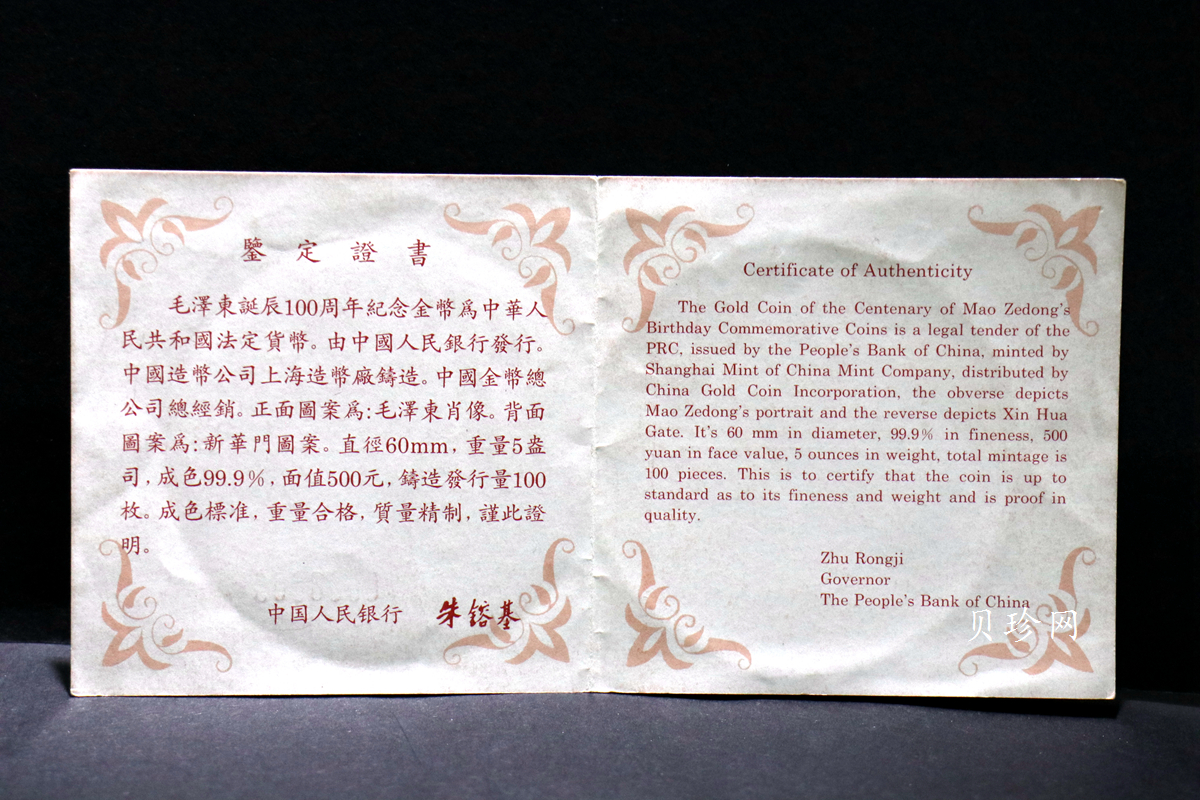 鑒定證書
毛澤東誕辰100周年紀念金幣爲中華人
民共和國法定貨幣。由中國人民銀行發行。
中國造幣公司上海造幣廠鑄造。中國金幣總
公司總經銷。正面圖案爲:毛澤東肖像。背面
圖案爲:新華門圖案。直徑60mm,重量5盎
司,成色99.9%,面值500元,鑄造發行量100
枚。成色標准,重量合格,質量精制,謹此證
明。
中国人民银行 朱鎔基
Certificate of Authenticity
The Gold Coin of the Centenary of Mao Zedong's
Birthday Commemorative Coins is a legal tender of the
PRC, issued by the People's Bank of China, minted by
Shanghai Mint of China Mint Company, distributed by
China Gold Coin Incorporation, the obverse depicts
Mao Zedong's portrait and the reverse depicts Xin Hua
Gate. It's 60 mm in diameter, 99.9% in fineness, 500
yuan in face value, 5 ounces in weight, total mintage is
100 pieces. This is to certify that the coin is up to
standard as to its fineness and weight and is proof in
quality.
Zhu Rongji
Governor
The People's Bank of China
贝珍网